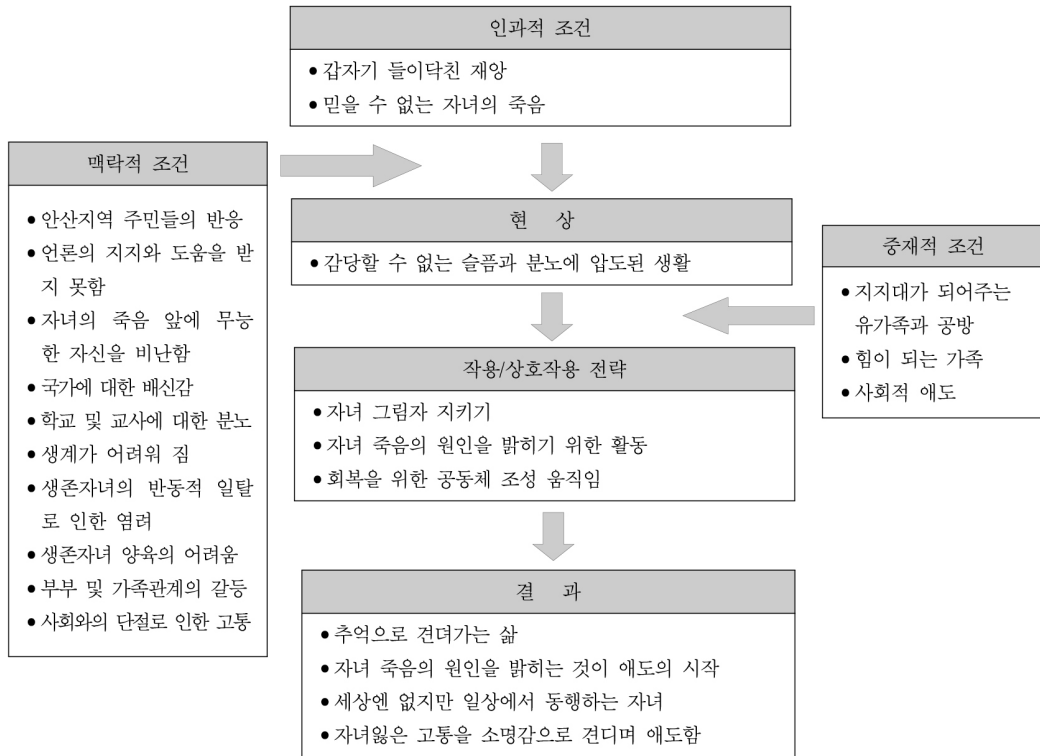 인과적 조건
● 갑자기 들이닥친 재앙
● 믿을 수 없는 자녀의 죽음
맥락적 조건
● 안산지역 주민들의 반응
● 언론의 지지와 도움을 받
지 못함
● 자녀의 죽음 앞에 무능
한 자신을 비난함
● 국가에 대한 배신감
● 학교 및 교사에 대한 분노
● 생계가 어려워 짐
● 생존자녀의 반동적 일탈
로 인한 염려
● 생존자녀 양육의 어려움
● 부부 및 가족관계의 갈등
● 사회와의 단절로 인한 고통
현 상
● 감당할 수 없는 슬픔과 분노에 압도된 생활
중재적 조건
● 지지대가 되어주는
유가족과 공방
● 힘이 되는 가족
● 사회적 애도
작용/상호작용 전략
● 자녀 그림자 지키기
● 자녀 죽음의 원인을 밝히기 위한 활동
● 회복을 위한 공동체 조성 움직임
결 과
● 추억으로 견뎌가는 삶
● 자녀 죽음의 원인을 밝히는 것이 애도의 시작
● 세상엔 없지만 일상에서 동행하는 자녀
● 자녀잃은 고통을 소명감으로 견디며 애도함